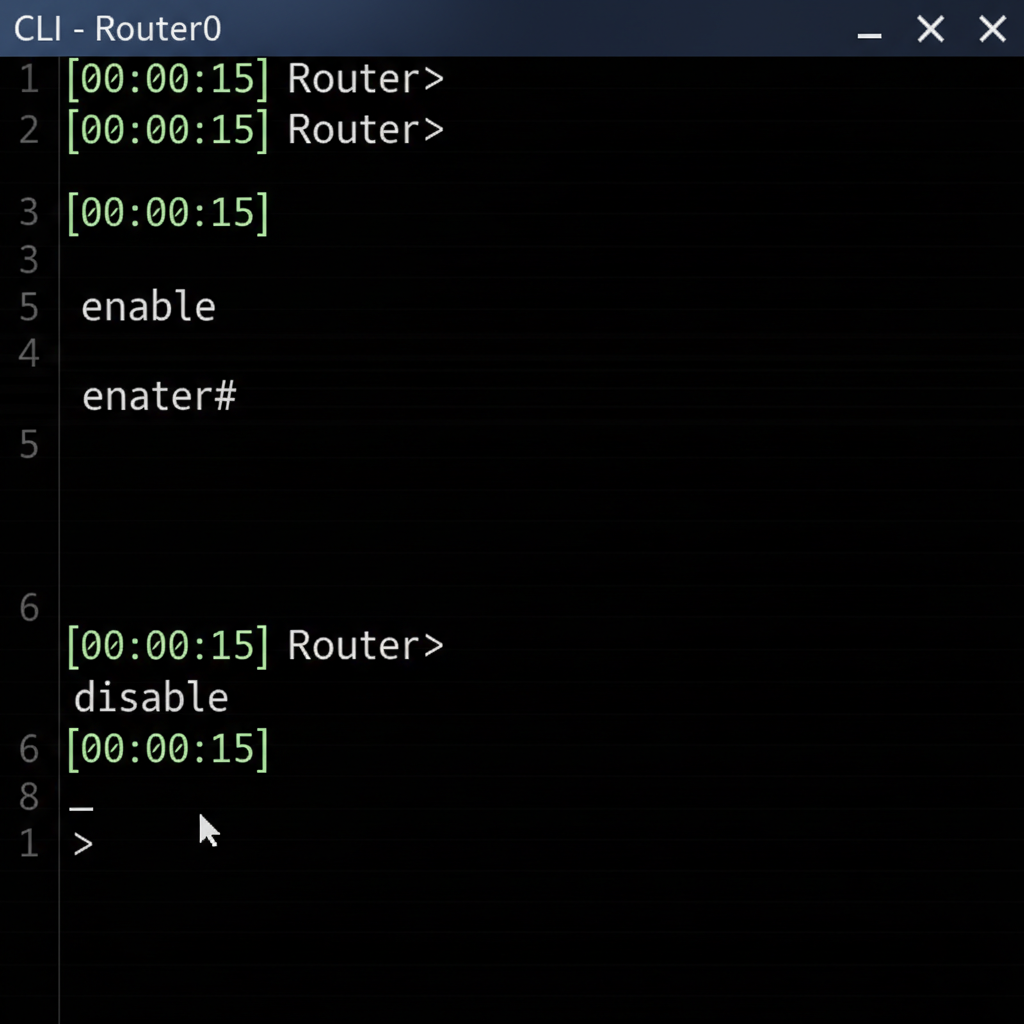 CLI - Router0
1 [00:00:15] Router>
2 [00:00:15] Router>
3 [00:00:15]
3
5 enable
4
enater#
5
6
[00:00:15] Router>
disable
6 [00:00:15]
8 _
1 >